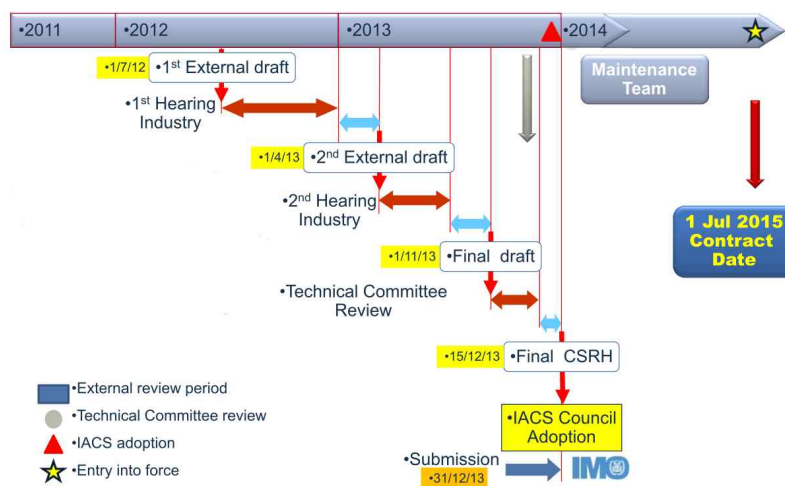 •2011
•2012
•2013
•2014
•1/7/12
•1st External draft
Maintenance
Team
•1st Hearing
Industry
•1/4/13
•2nd External draft
•2nd Hearing
Industry
1 Jul 2015
Contract
Date
•1/11/13
•Final draft
•Technical Committee
Review
•15/12/13
•Final CSRH
•External review period
•Technical Committee review
•IACS adoption
•Entry into force
•IACS Council
Adoption
•Submission
•31/12/13
IMO